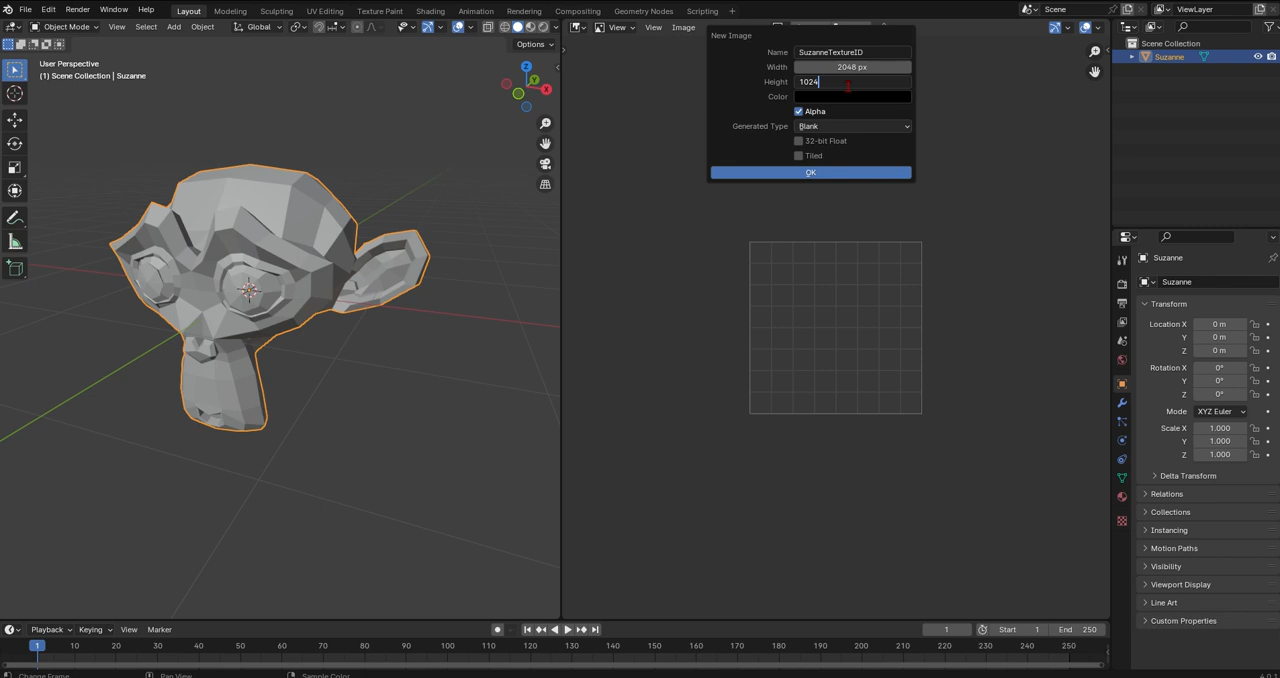 File Edit Render Window Help Layout Modeling Sculpting UV Editing Texture Paint Shading Animation Rendering Compositing Geometry Nodes Scripting + Scene ViewLayer
Object Mode View Select Add Object Global View View Image
Options
User Perspective
(1) Scene Collection | Suzanne
Z
Y
X
New Image
Name SuzanneTextureID
Width 2048 px
Height 1024
Color
Alpha
Generated Type Blank
32-bit Float
Tiled
OK
Scene Collection
Suzanne
Suzanne
Suzanne
Transform
Location X 0 m
Y 0 m
Z 0 m
Rotation X 0°
Y 0°
Z 0°
Mode XYZ Euler
Scale X 1.000
Y 1.000
Z 1.000
Delta Transform
Relations
Collections
Instancing
Motion Paths
Visibility
Viewport Display
Line Art
Custom Properties
Playback Keying View Marker 1 Start 1 End 250
1 10 20 30 40 50 60 70 80 90 100 110 120 130 140 150 160 170 180 190 200 210 220 230 240 250
Change Frame Pan View Sample Color 4.0.1